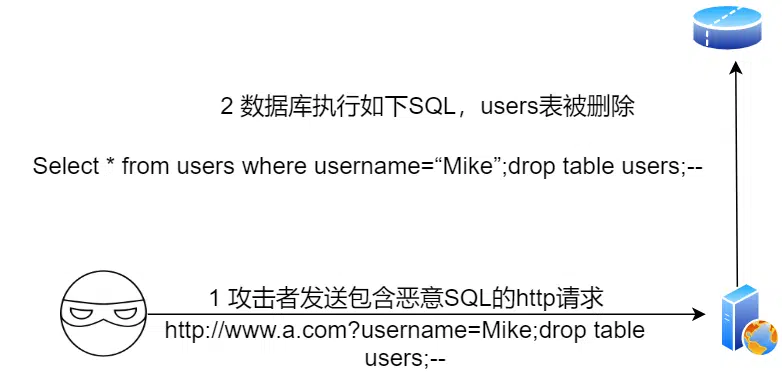 2 数据库执行如下SQL，users表被删除
Select * from users where username=“Mike”;drop table users;--
1 攻击者发送包含恶意SQL的http请求
http://www.a.com?username=Mike;drop table
users;--